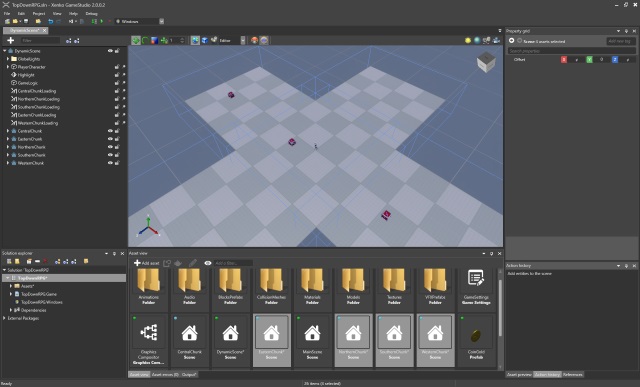 TopDownRPG.sln - Xenko GameStudio 2.0.0.2
File Edit Project View Help Debug
Windows
DynamicScene*
Editor
DynamicScene
GlobalLights
PlayerCharacter
Highlight
GameLogic
CentralChunkLoading
NorthernChunkLoading
SouthernChunkLoading
EasternChunkLoading
WesternChunkLoading
CentralChunk
EasternChunk
NorthernChunk
SouthernChunk
WesternChunk
Property grid
Scene: 4 assets selected
Offset X Y 0 Z
Solution explorer
Solution 'TopDownRPG'
TopDownRPG*
Assets*
TopDownRPG.Game
TopDownRPG.Windows
Dependencies
External Packages
Asset view
Add asset
Animations
Folder
Audio
Folder
BlocksPrefabs
Folder
CollisionMeshes
Folder
Materials
Folder
Models
Folder
Textures
Folder
VFXPrefabs
Folder
GameSettings
Game Settings
Graphics Compositor
Graphics Com...
CentralChunk
Scene
DynamicScene*
Scene
EasternChunk*
Scene
MainScene
Scene
NorthernChunk*
Scene
SouthernChunk*
Scene
WesternChunk*
Scene
CoinGold
Prefab
Asset view Asset errors (0) Output*
26 items (4 selected)
Action history
Add entities to the scene
Asset preview Action history References
Ready